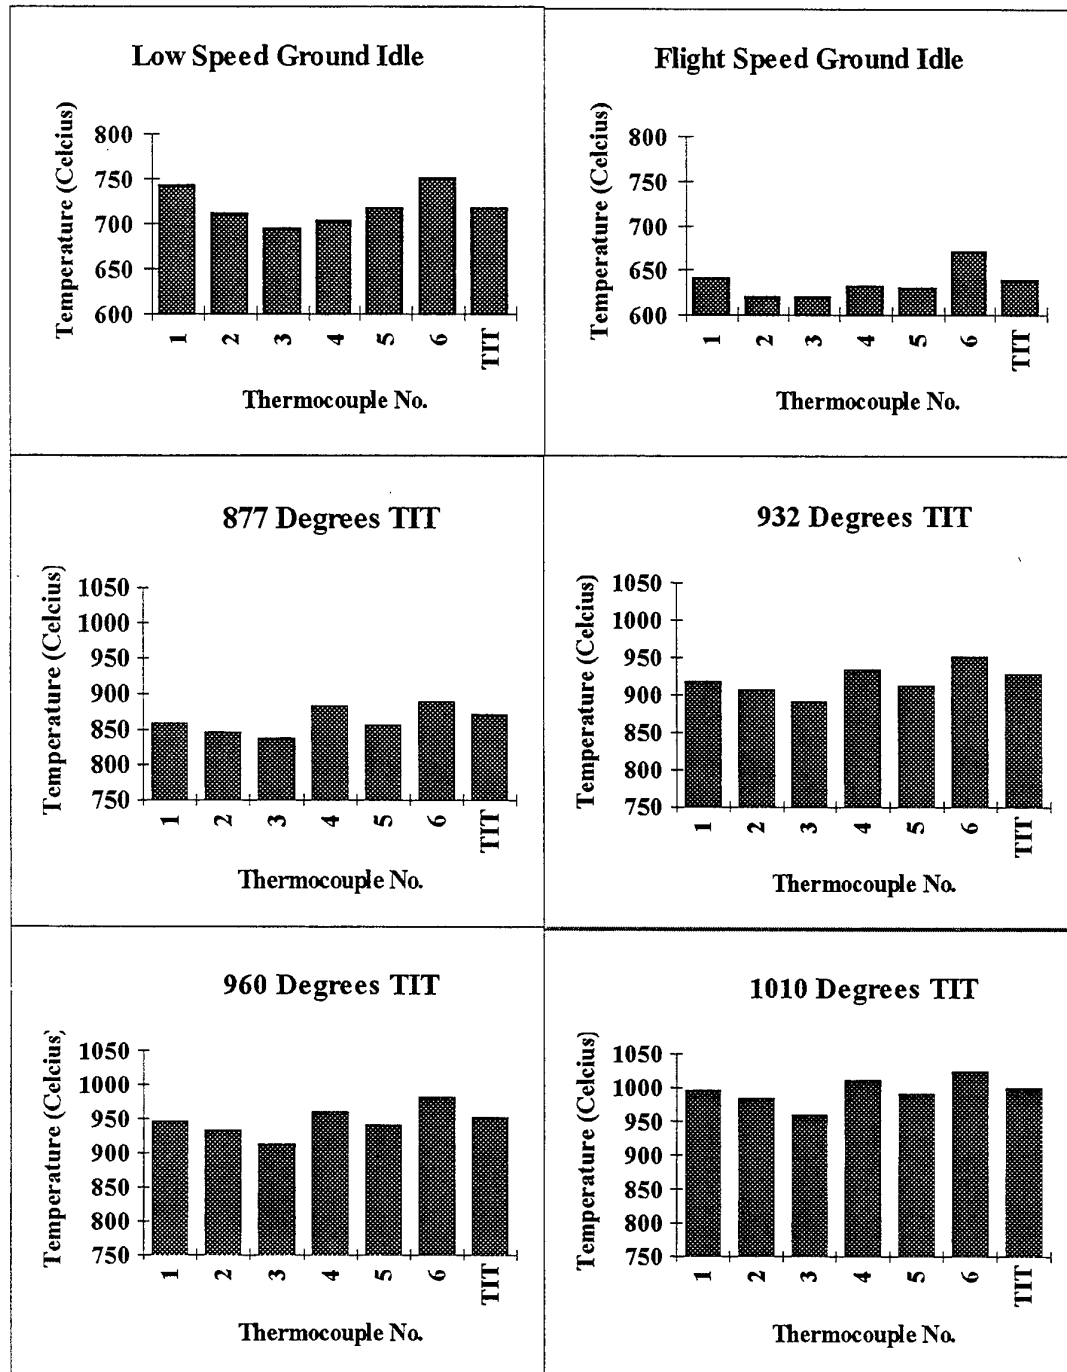 Low Speed Ground Idle
Temperature (Celcius)
800
750
700
650
600
1 2 3 4 5 6 TIT
Thermocouple No.
Flight Speed Ground Idle
Temperature (Celcius)
800
750
700
650
600
1 2 3 4 5 6 TIT
Thermocouple No.
877 Degrees TIT
Temperature (Celcius)
1050
1000
950
900
850
800
750
1 2 3 4 5 6 TIT
Thermocouple No.
932 Degrees TIT
Temperature (Celcius)
1050
1000
950
900
850
800
750
1 2 3 4 5 6 TIT
Thermocouple No.
960 Degrees TIT
Temperature (Celcius)
1050
1000
950
900
850
800
750
1 2 3 4 5 6 TIT
Thermocouple No.
1010 Degrees TIT
Temperature (Celcius)
1050
1000
950
900
850
800
750
1 2 3 4 5 6 TIT
Thermocouple No.